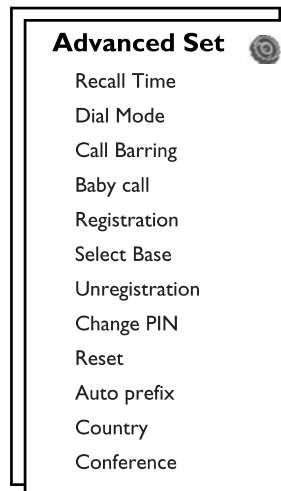 Advanced Set
Recall Time
Dial Mode
Call Barring
Baby call
Registration
Select Base
Unregistration
Change PIN
Reset
Auto prefix
Country
Conference